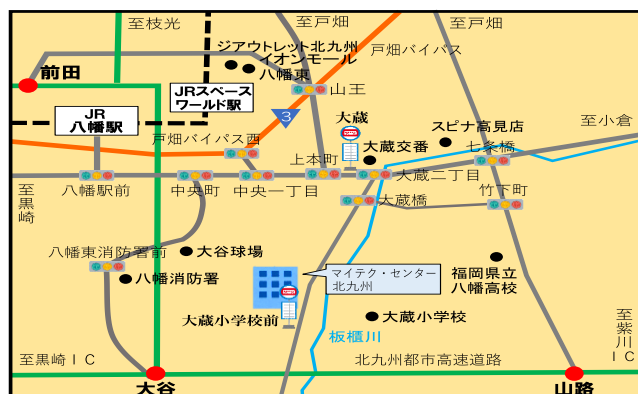 至枝光
至戸畑
至戸畑
戸畑バイパス
ジアウトレット北九州
イオンモール
八幡東
前田
JRスペース
ワールド駅
山王
3
大蔵
JR
八幡駅
スピナ高見店
至小倉
戸畑バイパス西
大蔵交番
七条橋
上本町
至黒崎
八幡駅前
中央町
中央一丁目
大蔵二丁目
竹下町
大蔵橋
八幡東消防署前
大谷球場
八幡消防署
マイテク・センター
北九州
福岡県立
八幡高校
大蔵小学校前
大蔵小学校
板櫃川
至紫川IC
至黒崎IC
北九州都市高速道路
大谷
山路